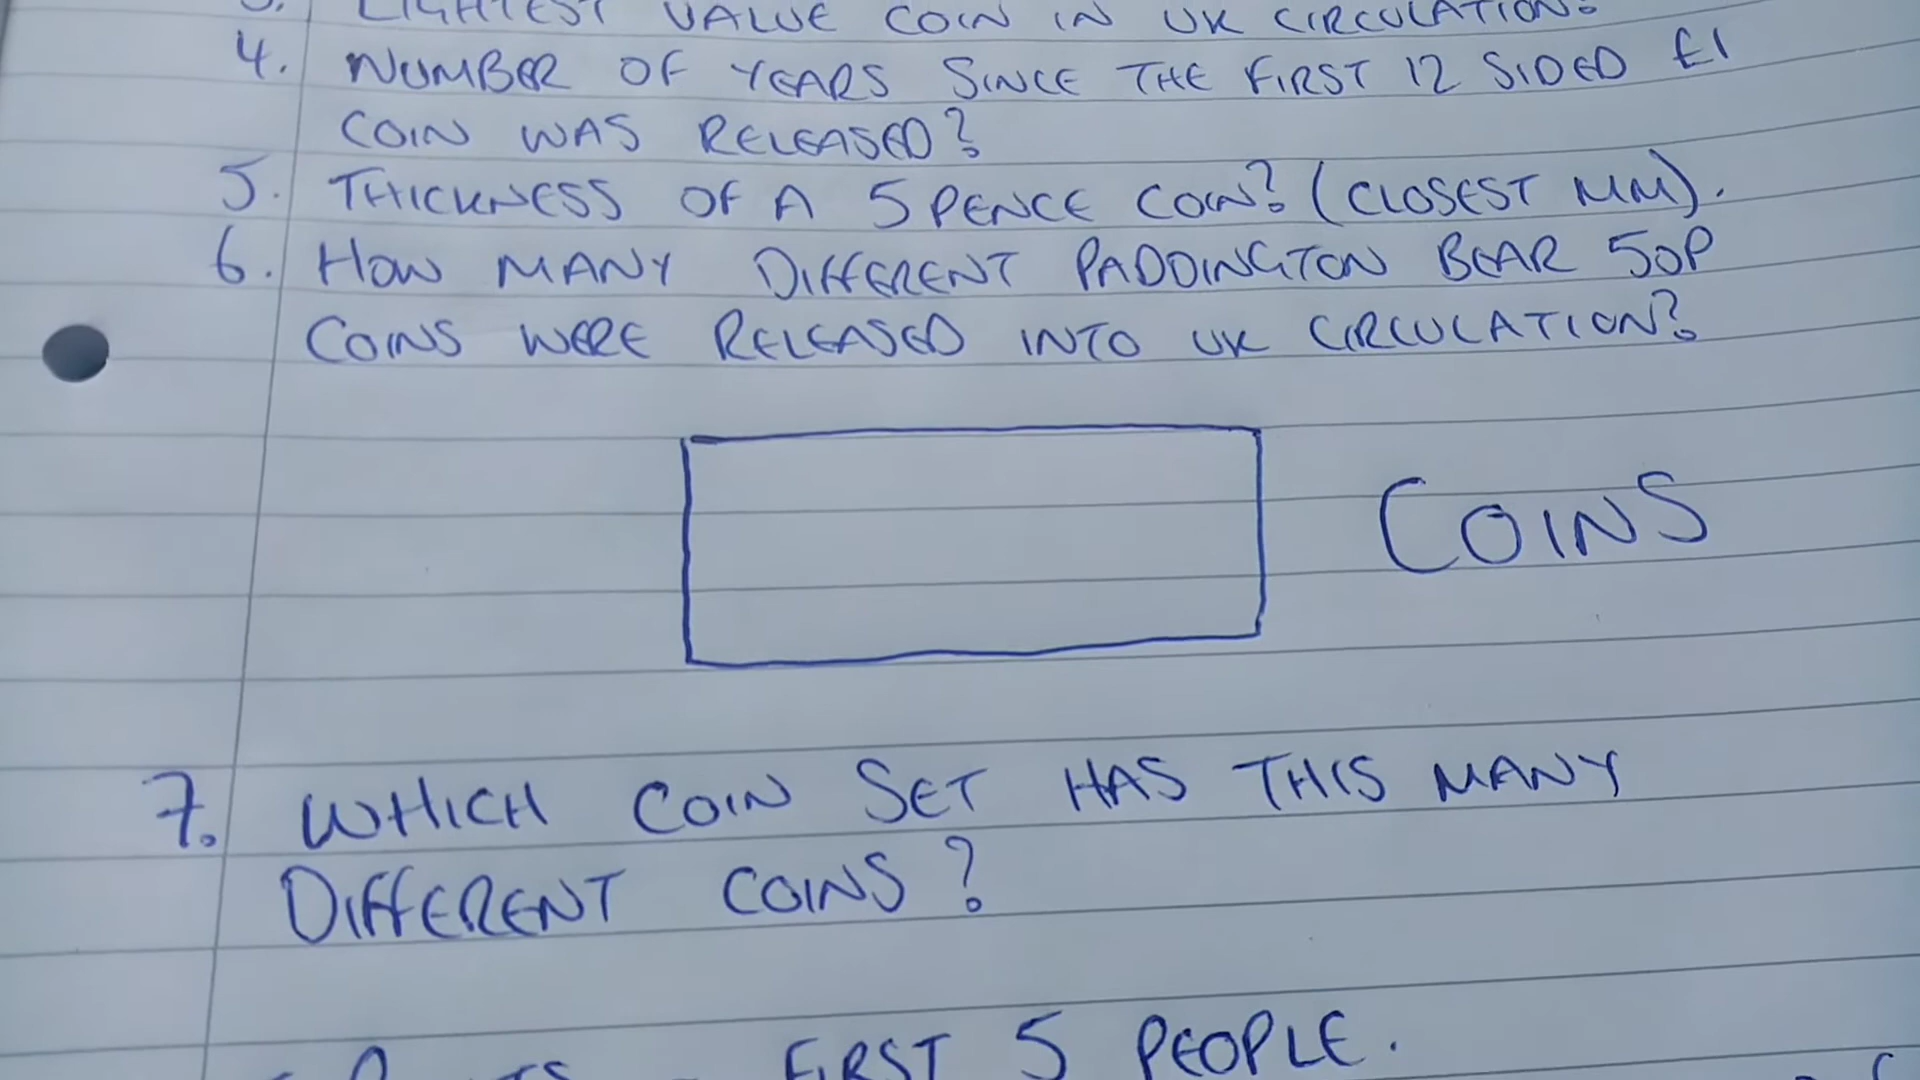 3. LIGHTEST VALUE COIN IN UK CIRCULATION?
4. NUMBER OF YEARS SINCE THE FIRST 12 SIDED £1
COIN WAS RELEASED?
5. THICKNESS OF A 5 PENCE COIN? (CLOSEST MM).
6. HOW MANY DIFFERENT PADDINGTON BEAR 50P
COINS WERE RELEASED INTO UK CIRCULATION?
COINS
7. WHICH COIN SET HAS THIS MANY
DIFFERENT COINS?
FIRST 5 PEOPLE.